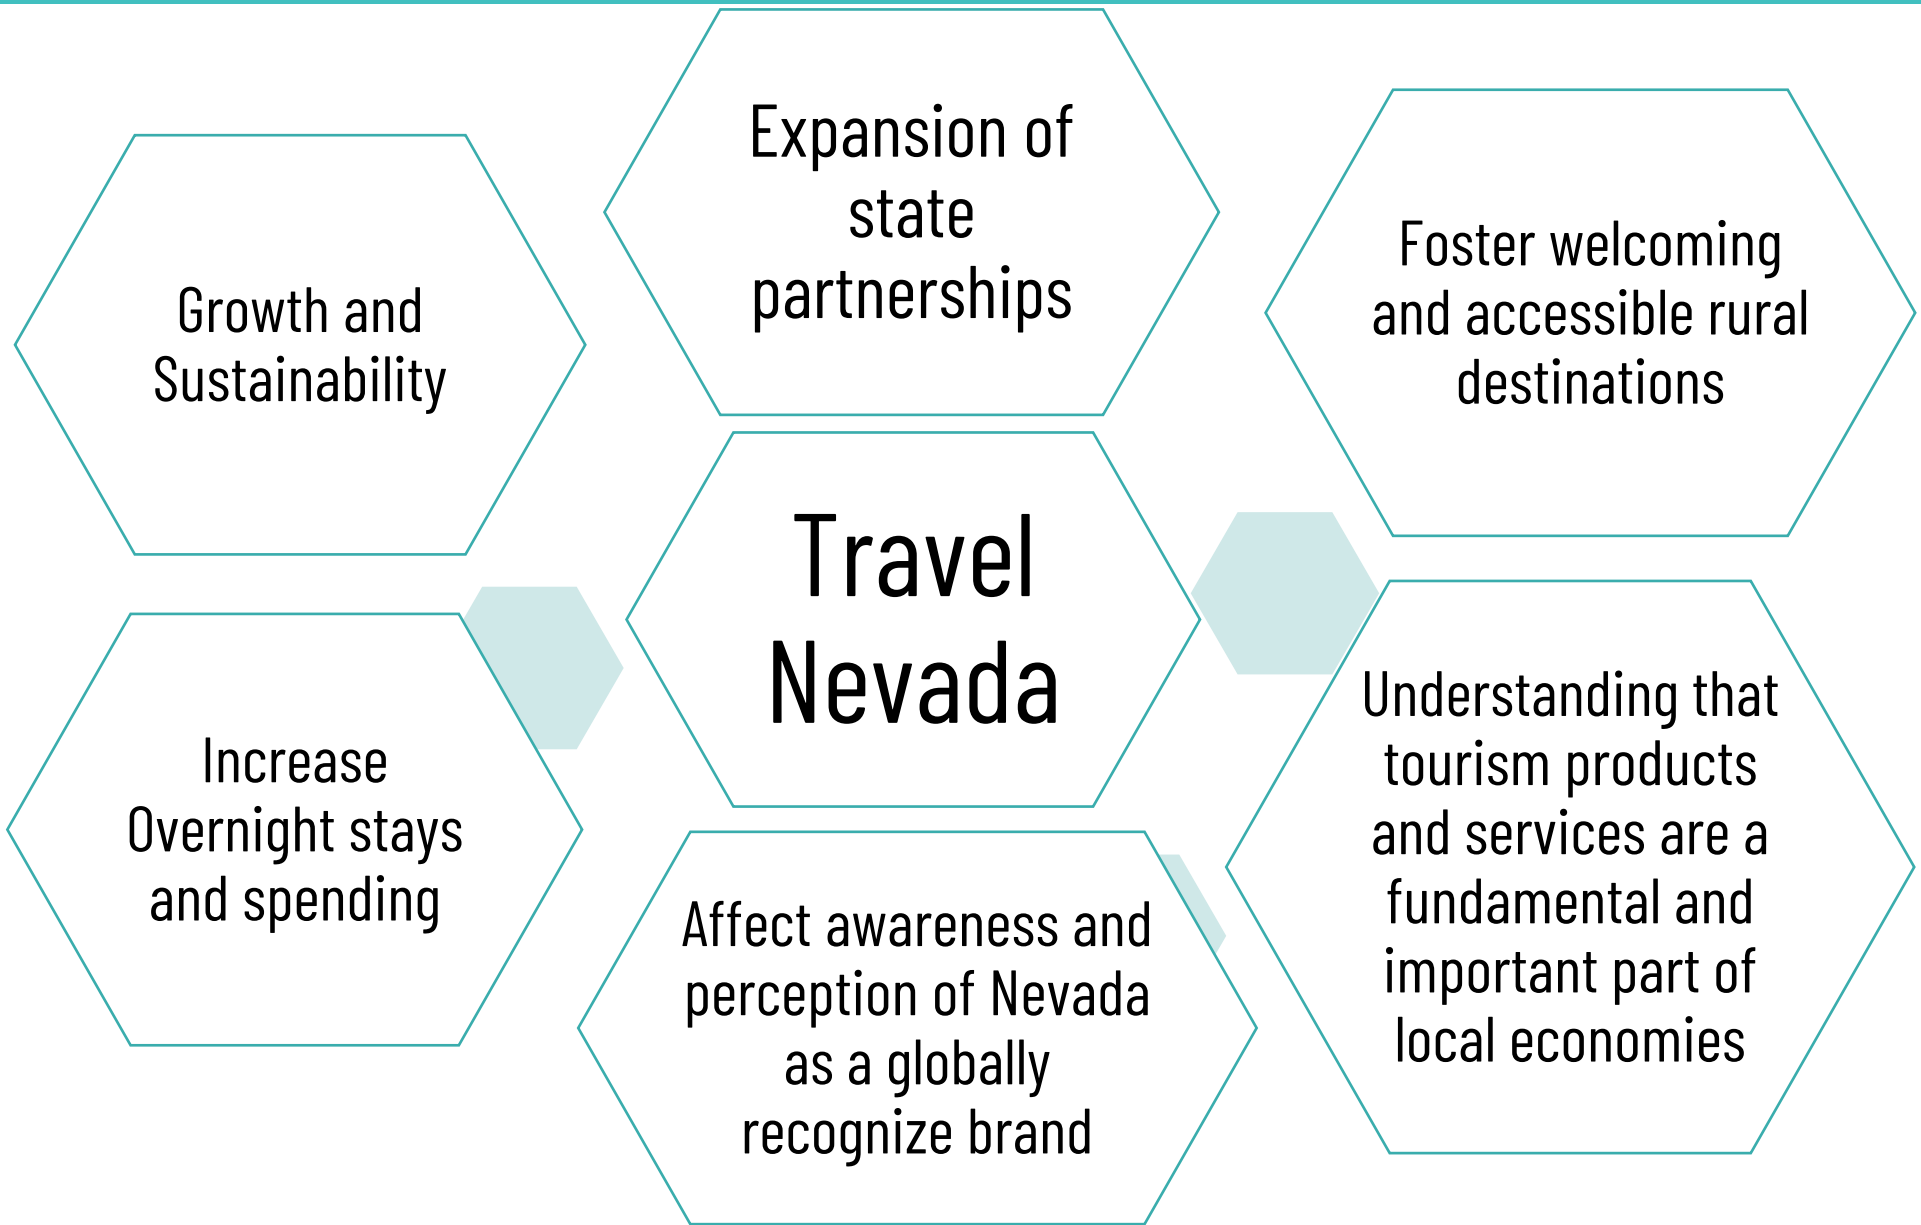 Expansion of
state
partnerships
Growth and
Sustainability
Foster welcoming
and accessible rural
destinations
Travel
Nevada
Increase
Overnight stays
and spending
Affect awareness and
perception of Nevada
as a globally
recognize brand
Understanding that
tourism products
and services are a
fundamental and
important part of
local economies